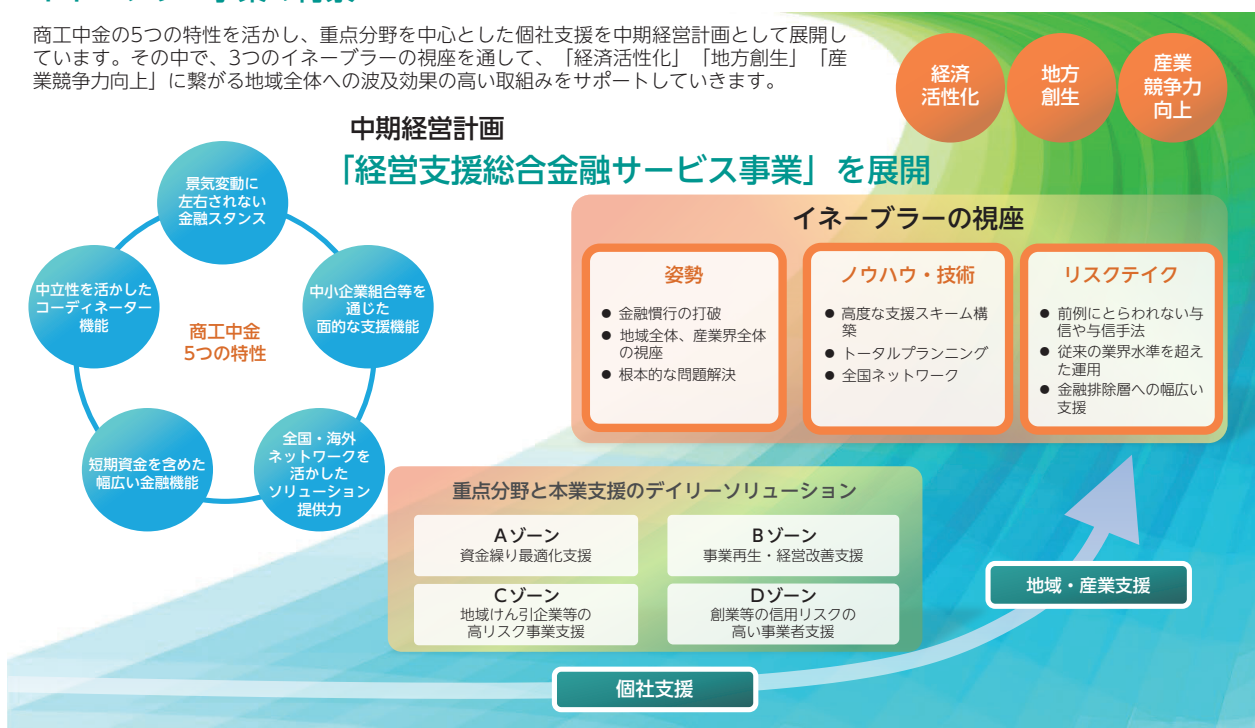 商工中金の5つの特性を活かし、重点分野を中心とした個社支援を中期経営計画として展開し
ています。その中で、3つのイネーブラーの視座を通して、「経済活性化」「地方創生」「産
業競争力向上」に繋がる地域全体への波及効果の高い取組みをサポートしていきます。
経済
活性化
地方
創生
産業
競争力
向上
中期経営計画
「経営支援総合金融サービス事業」を展開
景気変動に
左右されない
金融スタンス
中立性を活かした
コーディネーター
機能
中小企業組合等を
通じた
面的な支援機能
商工中金
5つの特性
短期資金を含めた
幅広い金融機能
全国・海外
ネットワークを
活かした
ソリューション
提供力
イネーブラーの視座
姿勢
● 金融慣行の打破
● 地域全体、産業界全体
の視座
● 根本的な問題解決
ノウハウ・技術
● 高度な支援スキーム構
築
● トータルプランニング
● 全国ネットワーク
リスクテイク
● 前例にとらわれない与
信や与信手法
● 従来の業界水準を超え
た運用
● 金融排除層への幅広い
支援
重点分野と本業支援のデイリーソリューション
Aゾーン
資金繰り最適化支援
Bゾーン
事業再生・経営改善支援
Cゾーン
地域けん引企業等の
高リスク事業支援
Dゾーン
創業等の信用リスクの
高い事業者支援
地域・産業支援
個社支援